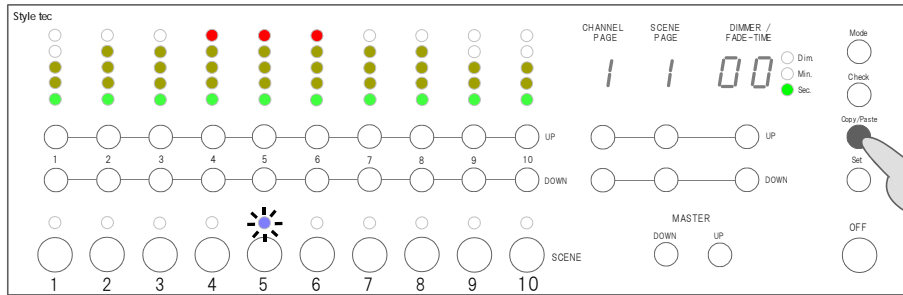 Style tec
CHANNEL PAGE
SCENE PAGE
DIMMER / FADE-TIME
Mode
1 1 00
Dim.
Min.
Sec.
Check
Copy/Paste
UP
UP
1 2 3 4 5 6 7 8 9 10
Set
DOWN
DOWN
MASTER
DOWN UP
OFF
SCENE
1 2 3 4 5 6 7 8 9 10